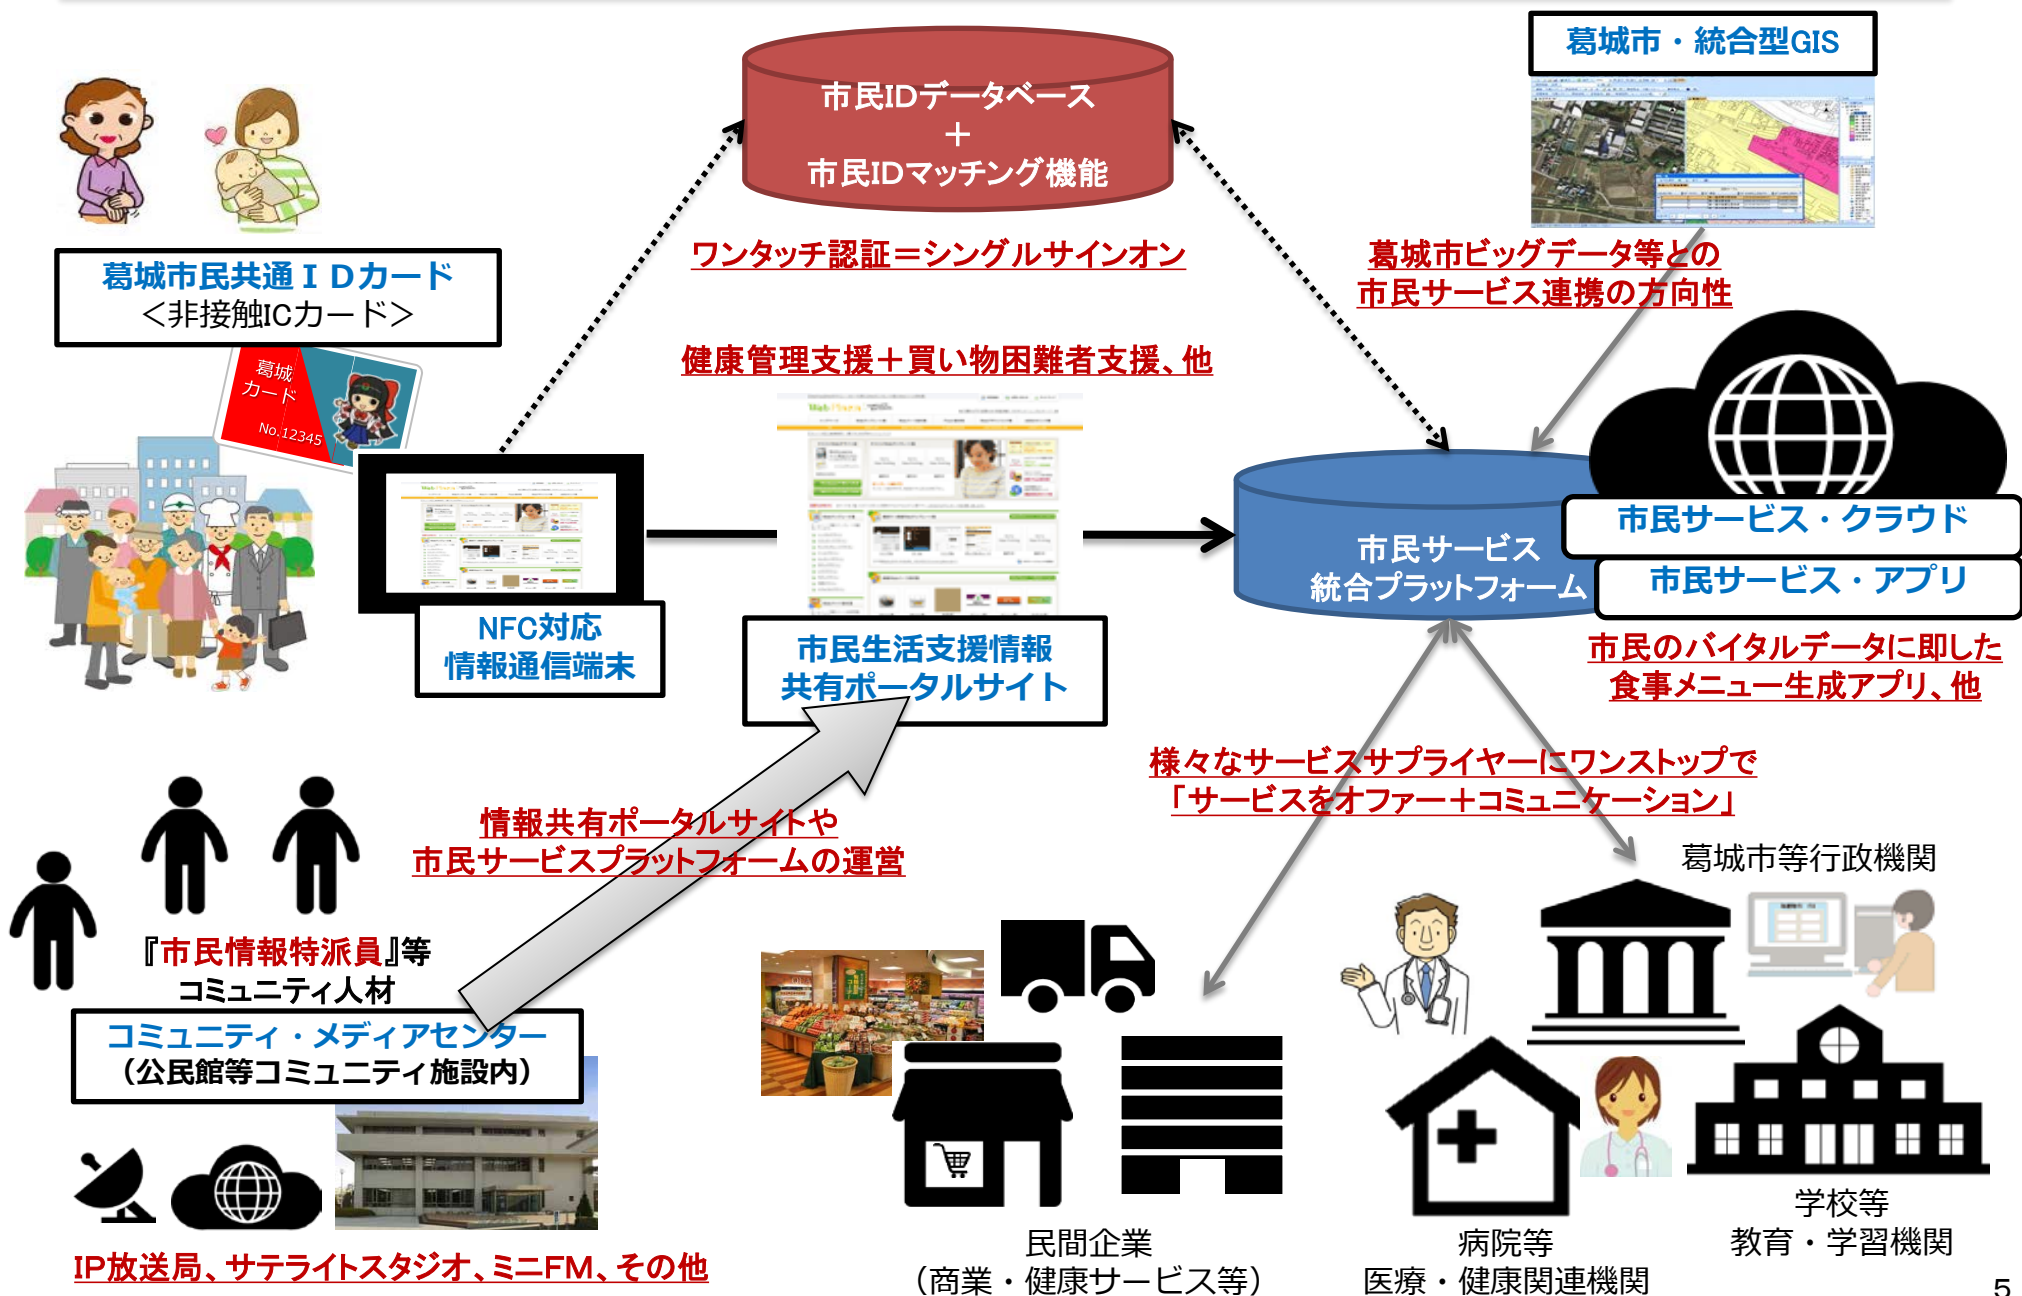 葛城市・統合型GIS
市民IDデータベース
＋
市民IDマッチング機能
ワンタッチ認証＝シングルサインオン
葛城市ビッグデータ等との
市民サービス連携の方向性
葛城市民共通ＩＤカード
＜非接触ICカード＞
葛城
カード
No.12345
健康管理支援＋買い物困難者支援、他
市民サービス
統合プラットフォーム
市民サービス・クラウド
市民サービス・アプリ
市民のバイタルデータに即した
食事メニュー生成アプリ、他
NFC対応
情報通信端末
市民生活支援情報
共有ポータルサイト
様々なサービスサプライヤーにワンストップで
「サービスをオファー＋コミュニケーション」
情報共有ポータルサイトや
市民サービスプラットフォームの運営
『市民情報特派員』等
コミュニティ人材
コミュニティ・メディアセンター
（公民館等コミュニティ施設内）
IP放送局、サテライトスタジオ、ミニFM、その他
葛城市等行政機関
民間企業
（商業・健康サービス等）
病院等
医療・健康関連機関
学校等
教育・学習機関
5